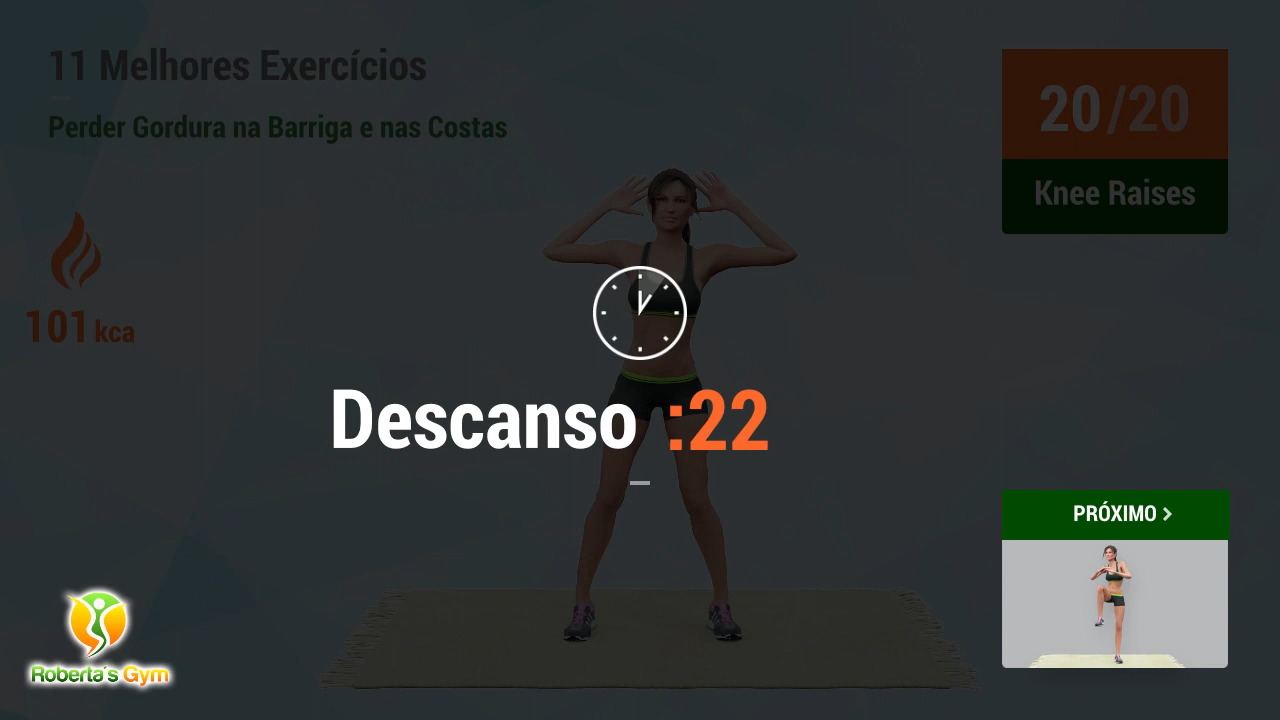 11 Melhores Exercícios
Perder Gordura na Barriga e nas Costas
20/20
Knee Raises
101 kca
Descanso :22
PRÓXIMO >
Roberta´s Gym